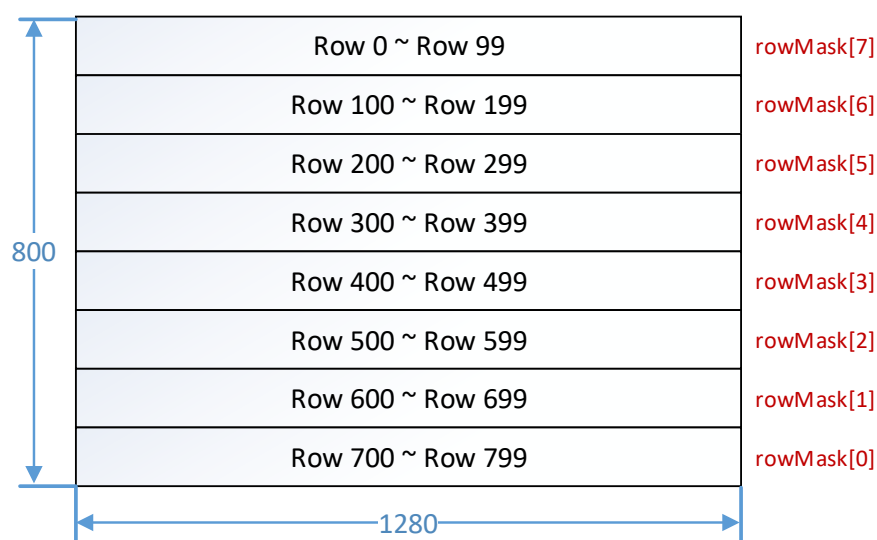 Row 0 ~ Row 99 rowMask[7]
Row 100 ~ Row 199 rowMask[6]
Row 200 ~ Row 299 rowMask[5]
Row 300 ~ Row 399 rowMask[4]
800
Row 400 ~ Row 499 rowMask[3]
Row 500 ~ Row 599 rowMask[2]
Row 600 ~ Row 699 rowMask[1]
Row 700 ~ Row 799 rowMask[0]
1280